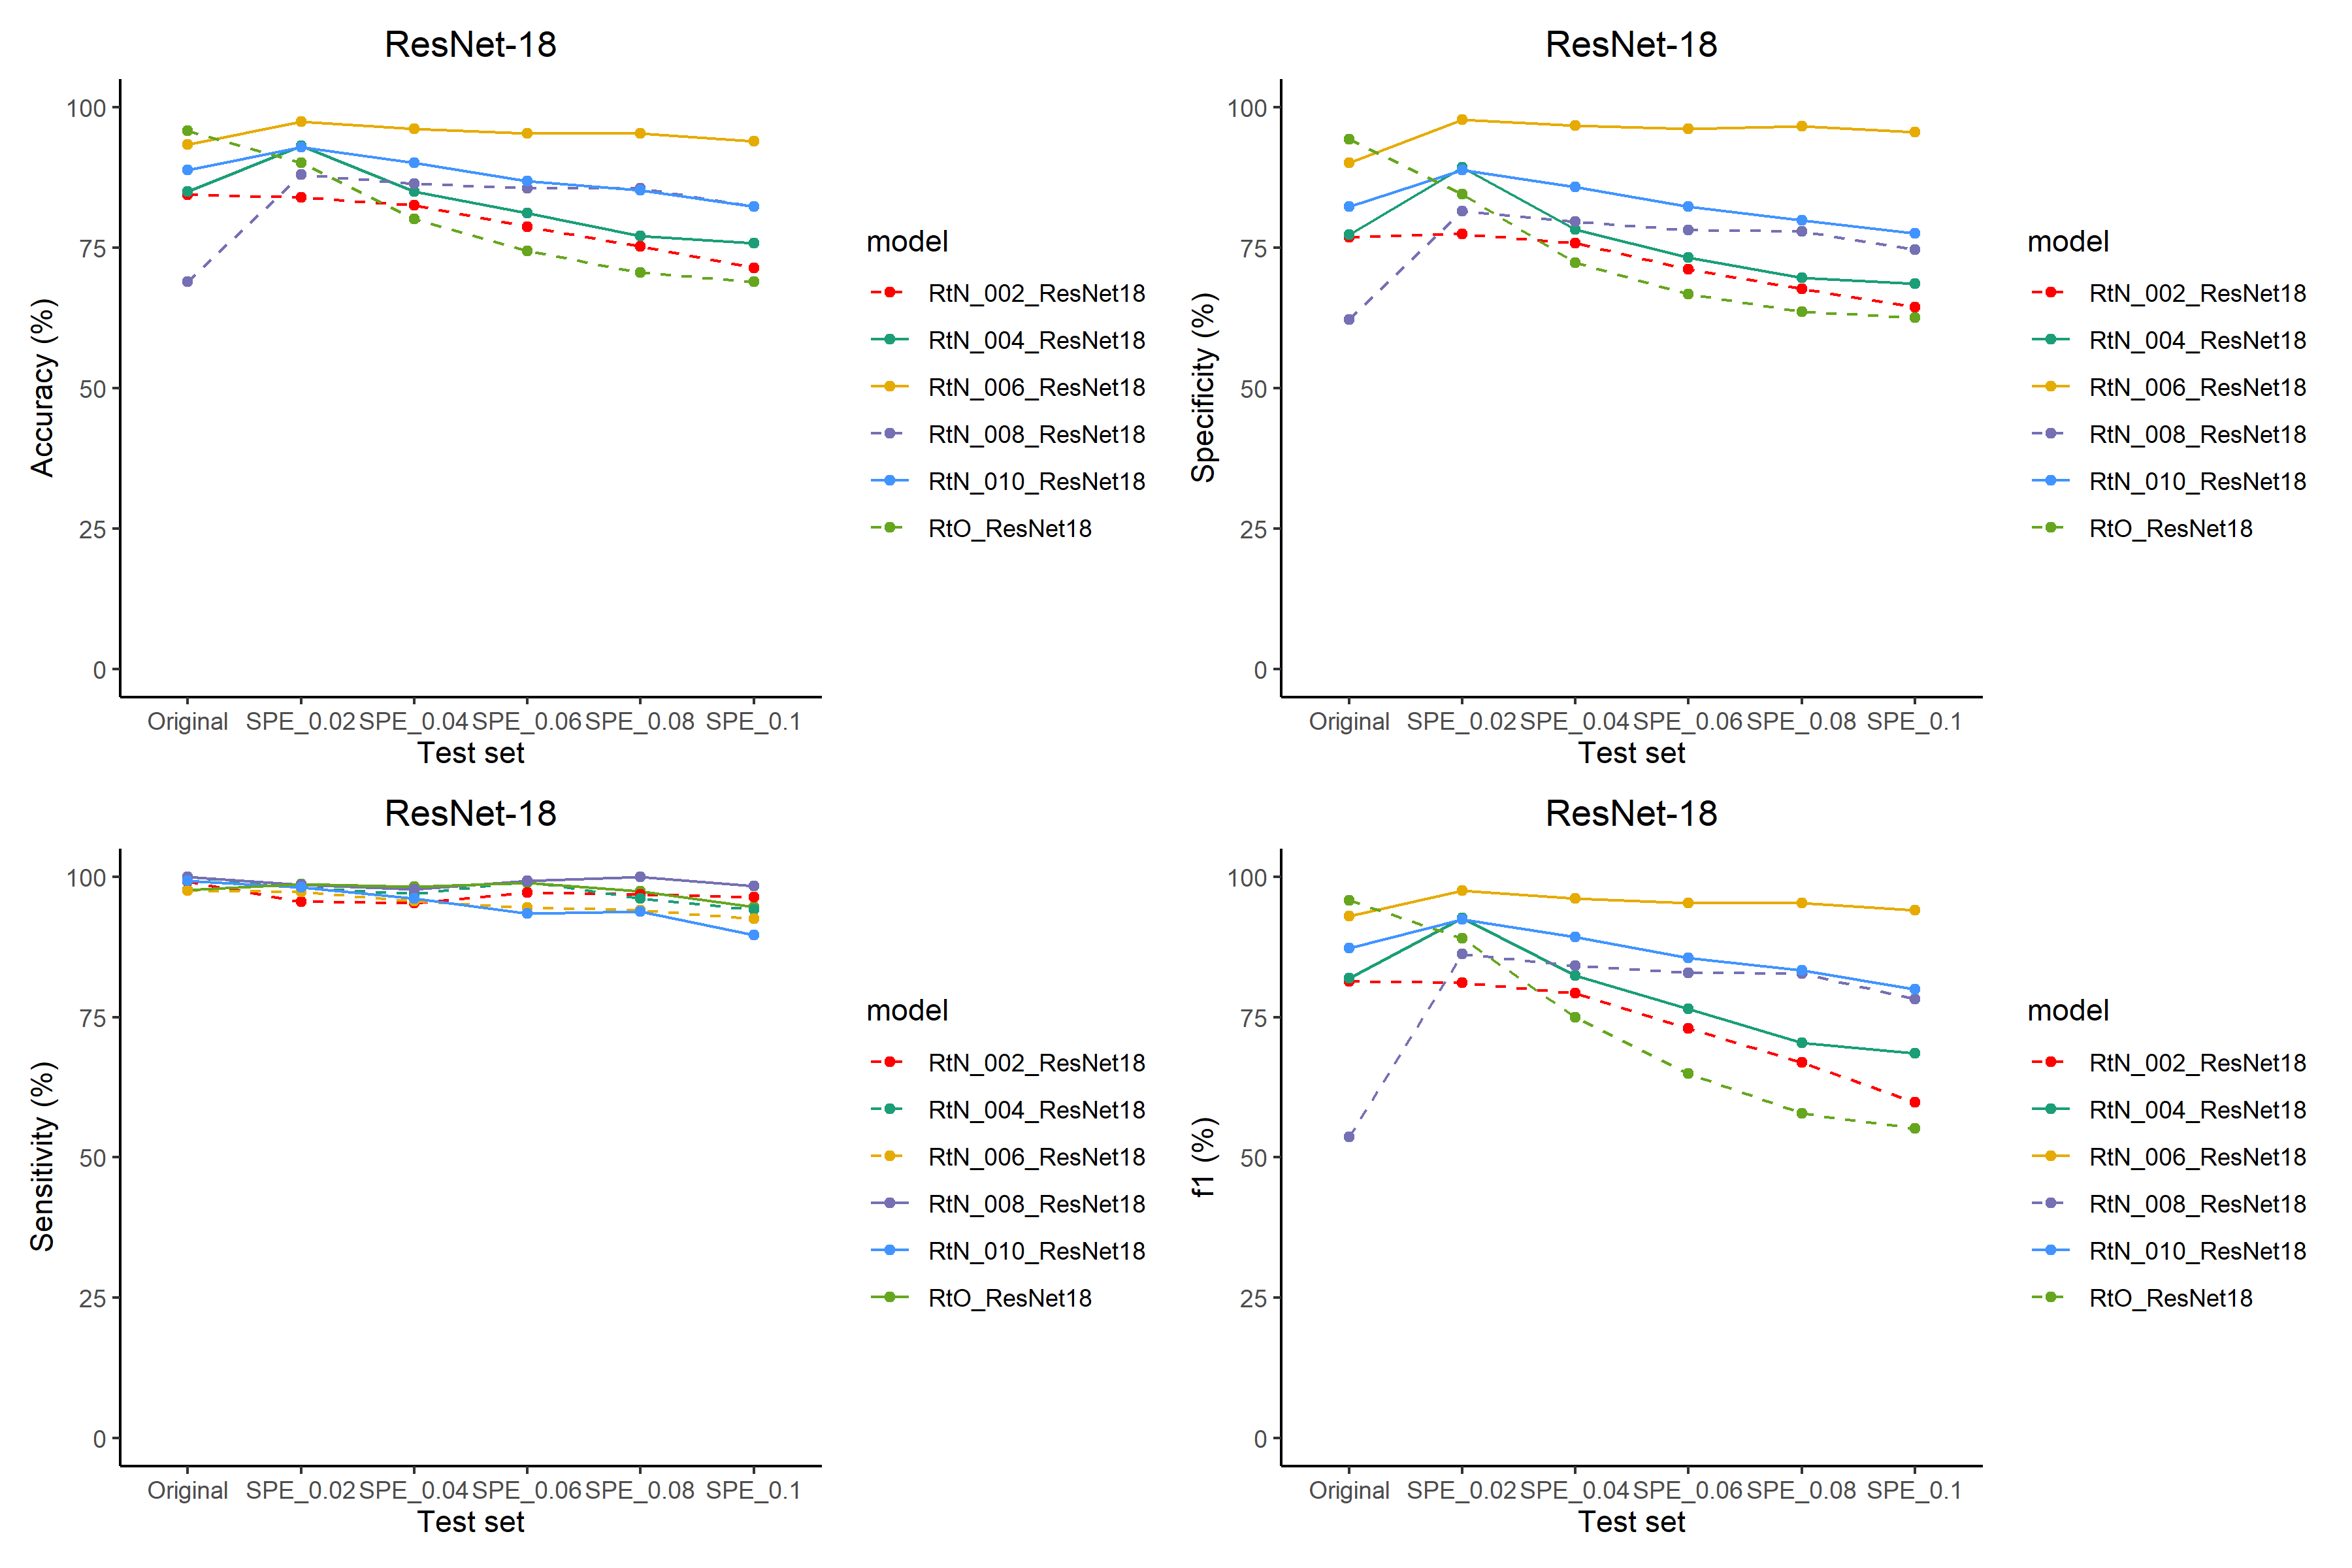 ResNet-18
Accuracy (%)
100
75
50
25
0
Original SPE_0.02 SPE_0.04 SPE_0.06 SPE_0.08 SPE_0.1
Test set
model
RtN_002_ResNet18
RtN_004_ResNet18
RtN_006_ResNet18
RtN_008_ResNet18
RtN_010_ResNet18
RtO_ResNet18
ResNet-18
Specificity (%)
100
75
50
25
0
Original SPE_0.02 SPE_0.04 SPE_0.06 SPE_0.08 SPE_0.1
Test set
model
RtN_002_ResNet18
RtN_004_ResNet18
RtN_006_ResNet18
RtN_008_ResNet18
RtN_010_ResNet18
RtO_ResNet18
ResNet-18
Sensitivity (%)
100
75
50
25
0
Original SPE_0.02 SPE_0.04 SPE_0.06 SPE_0.08 SPE_0.1
Test set
model
RtN_002_ResNet18
RtN_004_ResNet18
RtN_006_ResNet18
RtN_008_ResNet18
RtN_010_ResNet18
RtO_ResNet18
ResNet-18
f1 (%)
100
75
50
25
0
Original SPE_0.02 SPE_0.04 SPE_0.06 SPE_0.08 SPE_0.1
Test set
model
RtN_002_ResNet18
RtN_004_ResNet18
RtN_006_ResNet18
RtN_008_ResNet18
RtN_010_ResNet18
RtO_ResNet18